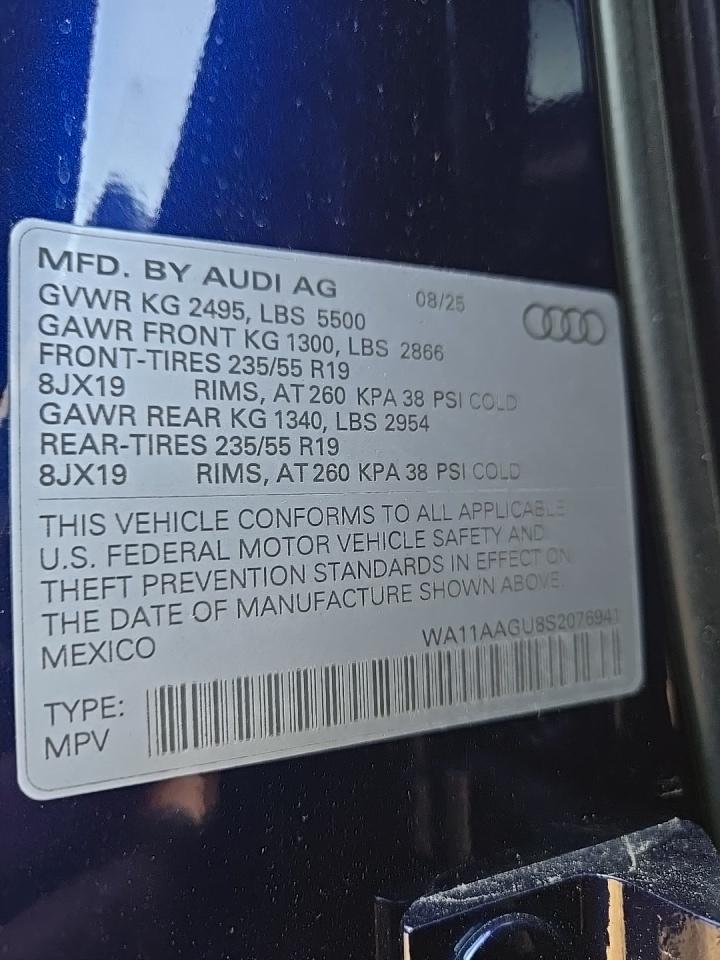 MFD. BY AUDI AG 08/25
GVWR KG 2495, LBS 5500
GAWR FRONT KG 1300, LBS 2866
FRONT-TIRES 235/55 R19
8JX19 RIMS, AT 260 KPA 38 PSI COLD
GAWR REAR KG 1340, LBS 2954
REAR-TIRES 235/55 R19
8JX19 RIMS, AT 260 KPA 38 PSI COLD
THIS VEHICLE CONFORMS TO ALL APPLICABLE
U.S. FEDERAL MOTOR VEHICLE SAFETY AND
THEFT PREVENTION STANDARDS IN EFFECT ON
THE DATE OF MANUFACTURE SHOWN ABOVE.
MEXICO WA11AAGU8S2076941
TYPE:
MPV